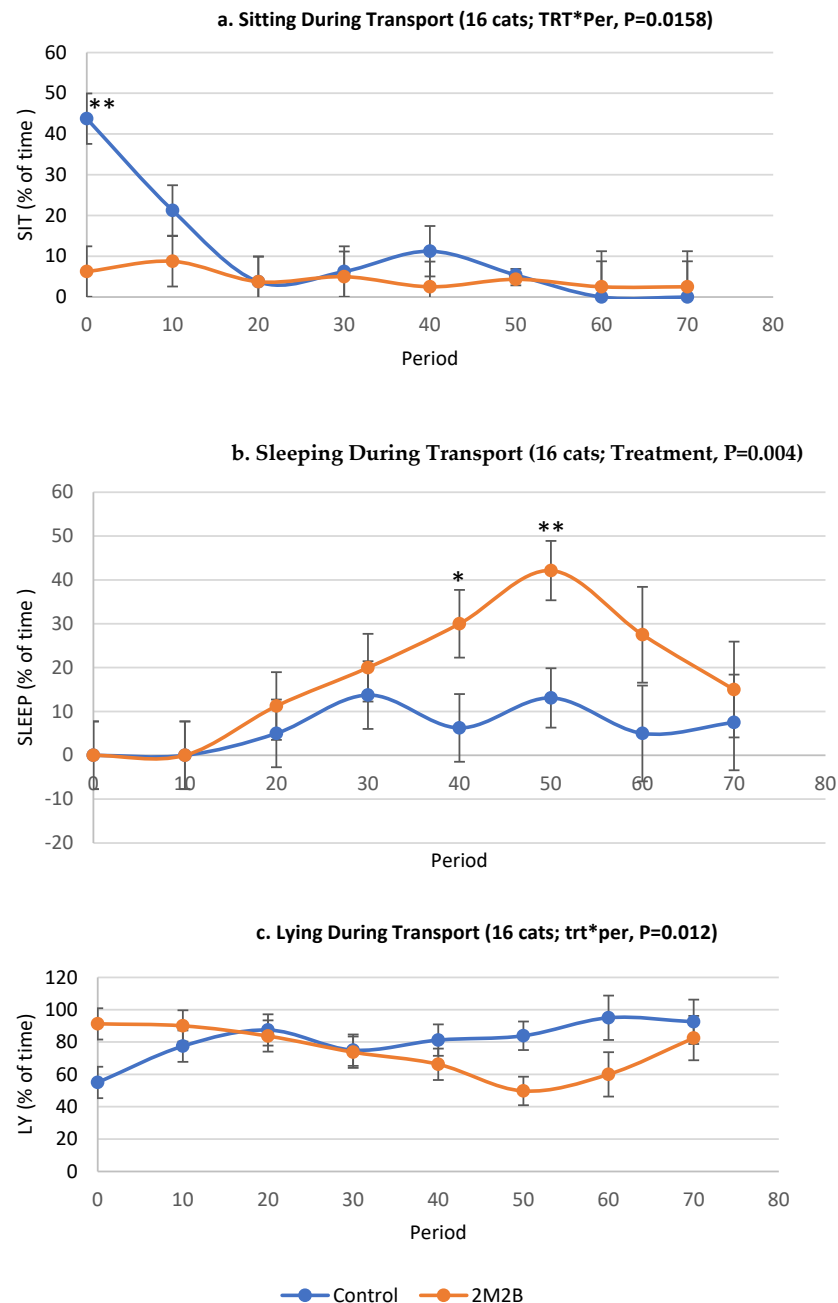 a. Sitting During Transport (16 cats; TRT*Per, P=0.0158)
60
50
40
30
20
10
0
SIT (% of time )
**
0 10 20 30 40 50 60 70 80
Period
b. Sleeping During Transport (16 cats; Treatment, P=0.004)
60
50
40
30
20
10
0
-10
-20
SLEEP (% of time )
*
**
0 10 20 30 40 50 60 70 80
Period
c. Lying During Transport (16 cats; trt*per, P=0.012)
120
100
80
60
40
20
0
LY (% of time)
0 10 20 30 40 50 60 70 80
Period
Control 2M2B